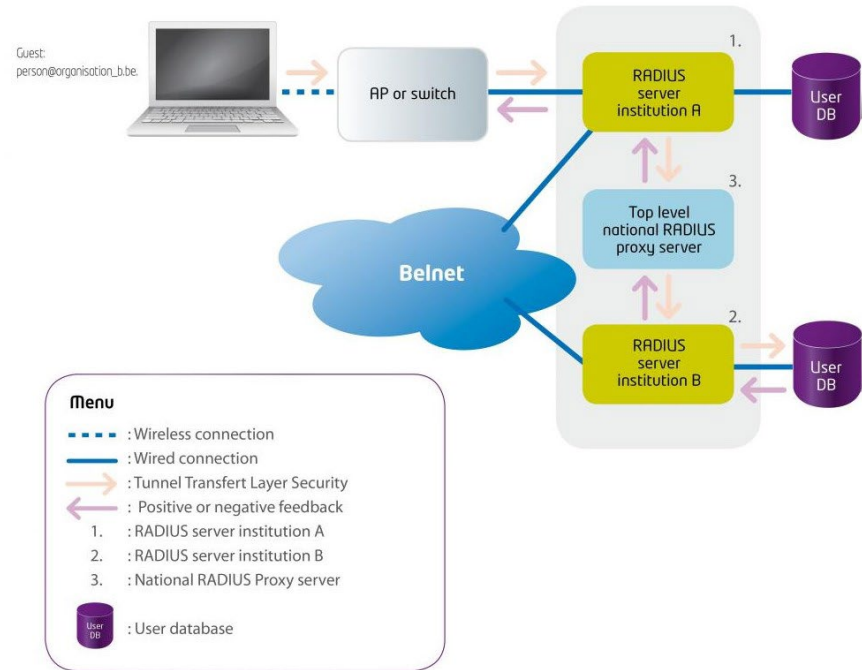 Guest:
person@organisation_b.be.
AP or switch
1.
RADIUS
server
institution A
User
DB
3.
Top level
national RADIUS
proxy server
Belnet
2.
RADIUS
server
institution B
User
DB
Menu
: Wireless connection
: Wired connection
: Tunnel Transfert Layer Security
: Positive or negative feedback
1. : RADIUS server institution A
2. : RADIUS server institution B
3. : National RADIUS Proxy server
User
DB
: User database